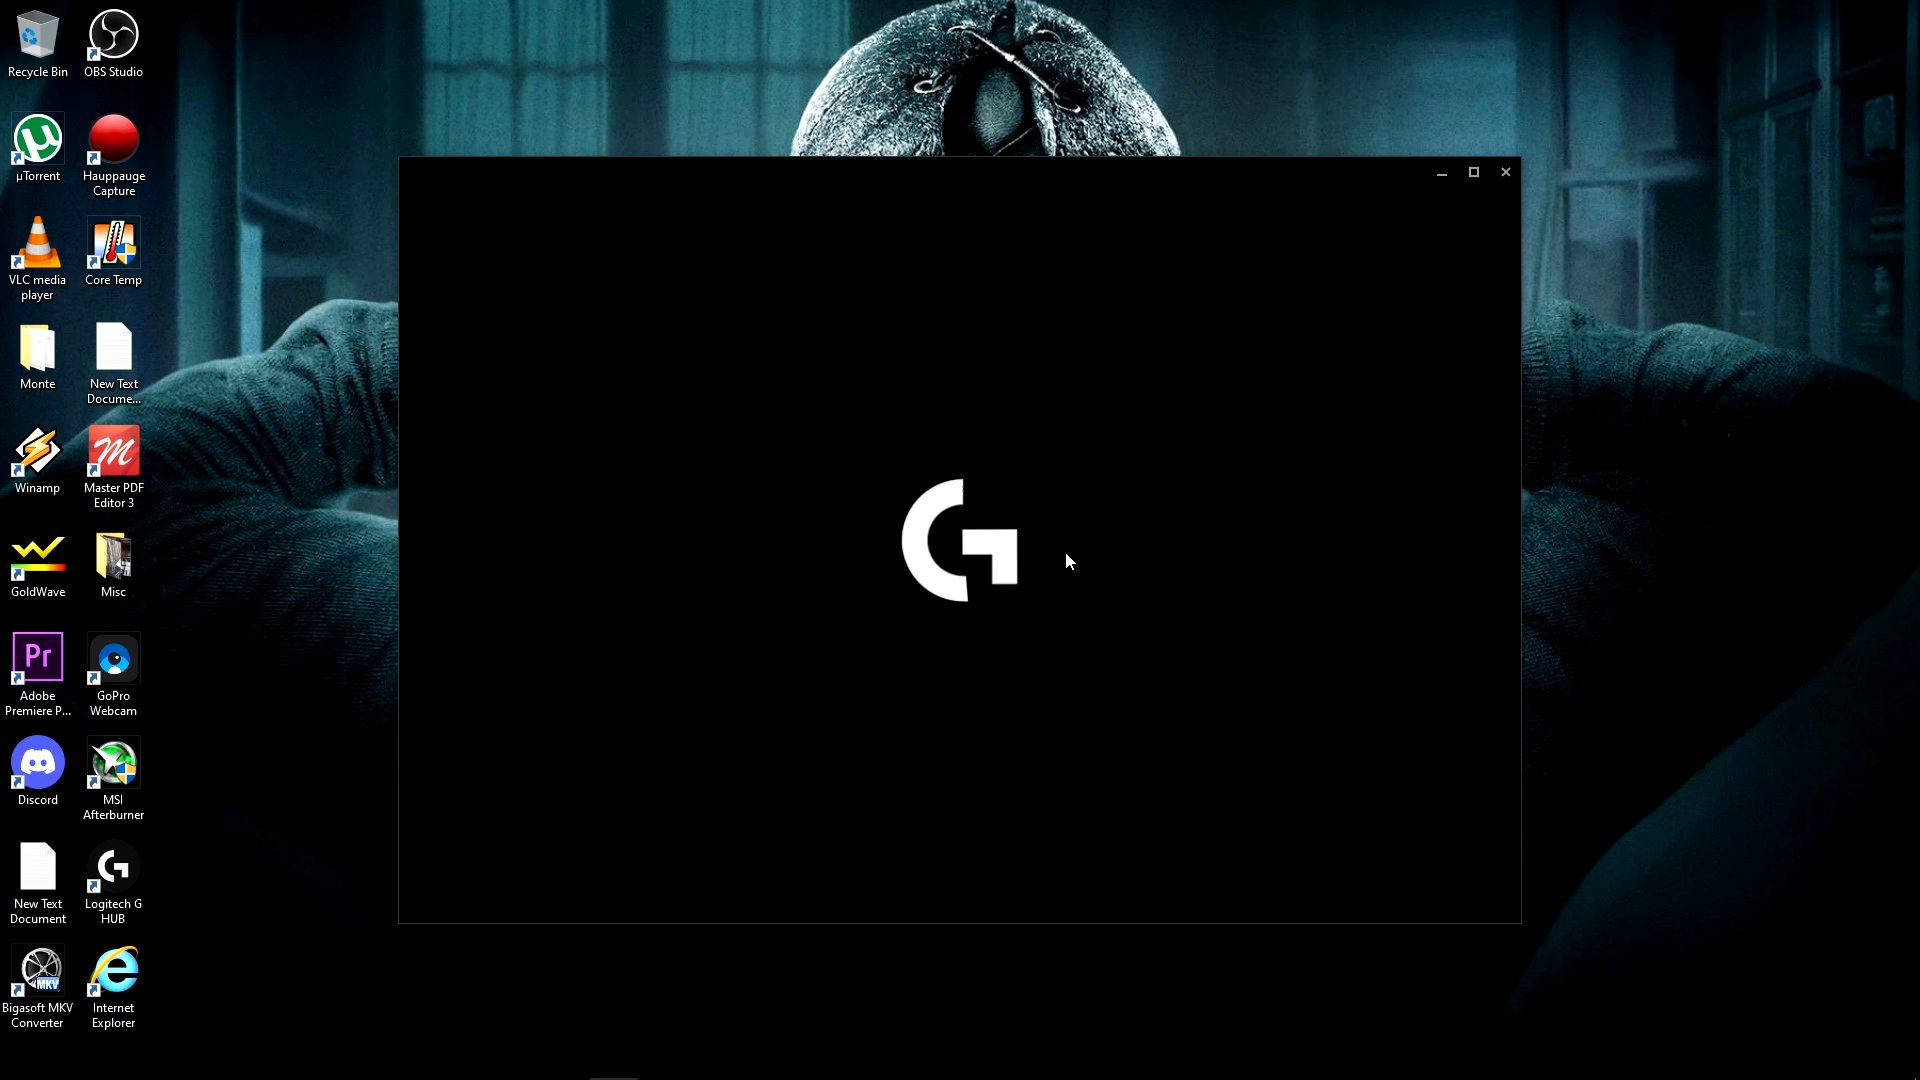 Recycle Bin
OBS Studio
µTorrent
Hauppauge
Capture
VLC media
player
Core Temp
Monte
New Text
Docume...
Winamp
Master PDF
Editor 3
GoldWave
Misc
Pr
Adobe
Premiere P...
GoPro
Webcam
Discord
MSI
Afterburner
New Text
Document
Logitech G
HUB
MKV
Bigasoft MKV
Converter
Internet
Explorer